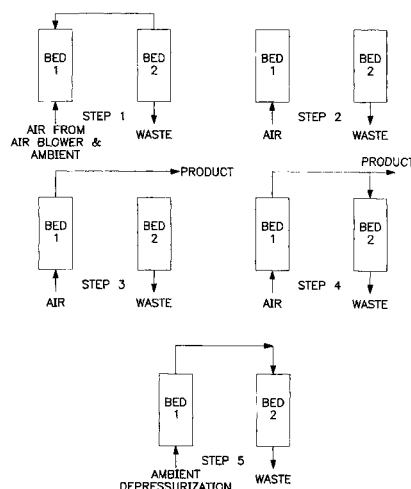 BED 1
BED 2
STEP 1
AIR FROM
AIR BLOWER &
AMBIENT
WASTE
BED 1
BED 2
STEP 2
AIR
WASTE
PRODUCT
BED 1
BED 2
STEP 3
AIR
WASTE
PRODUCT
BED 1
BED 2
STEP 4
AIR
WASTE
BED 1
BED 2
STEP 5
AMBIENT
DEPRESSURIZATION
WASTE